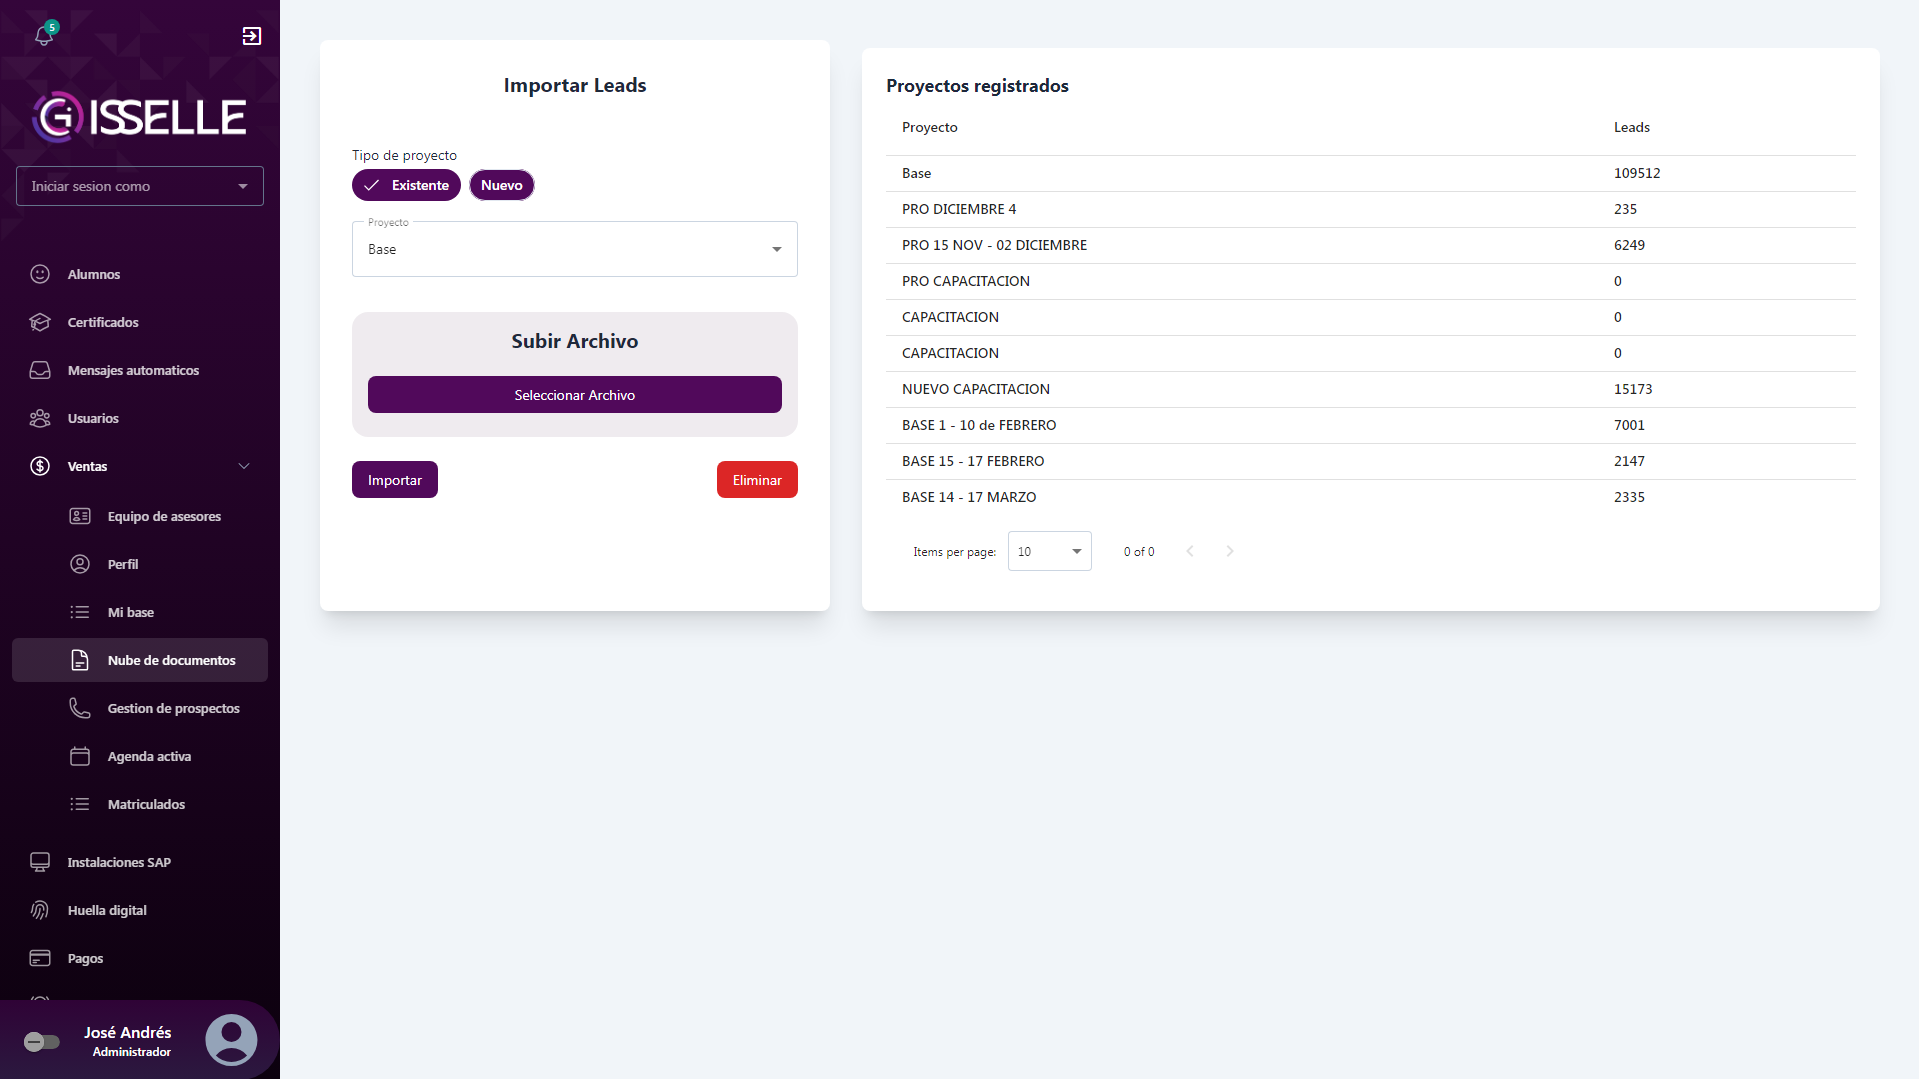 5
GISSELLE
Iniciar sesion como
Alumnos
Certificados
Mensajes automaticos
Usuarios
Ventas
Equipo de asesores
Perfil
Mi base
Nube de documentos
Gestion de prospectos
Agenda activa
Matriculados
Instalaciones SAP
Huella digital
Pagos
José Andrés
Administrador
Importar Leads
Tipo de proyecto
Existente
Nuevo
Proyecto
Base
Subir Archivo
Seleccionar Archivo
Importar
Eliminar
Proyectos registrados
Proyecto Leads
Base 109512
PRO DICIEMBRE 4 235
PRO 15 NOV - 02 DICIEMBRE 6249
PRO CAPACITACION 0
CAPACITACION 0
CAPACITACION 0
NUEVO CAPACITACION 15173
BASE 1 - 10 de FEBRERO 7001
BASE 15 - 17 FEBRERO 2147
BASE 14 - 17 MARZO 2335
Items per page: 10 0 of 0